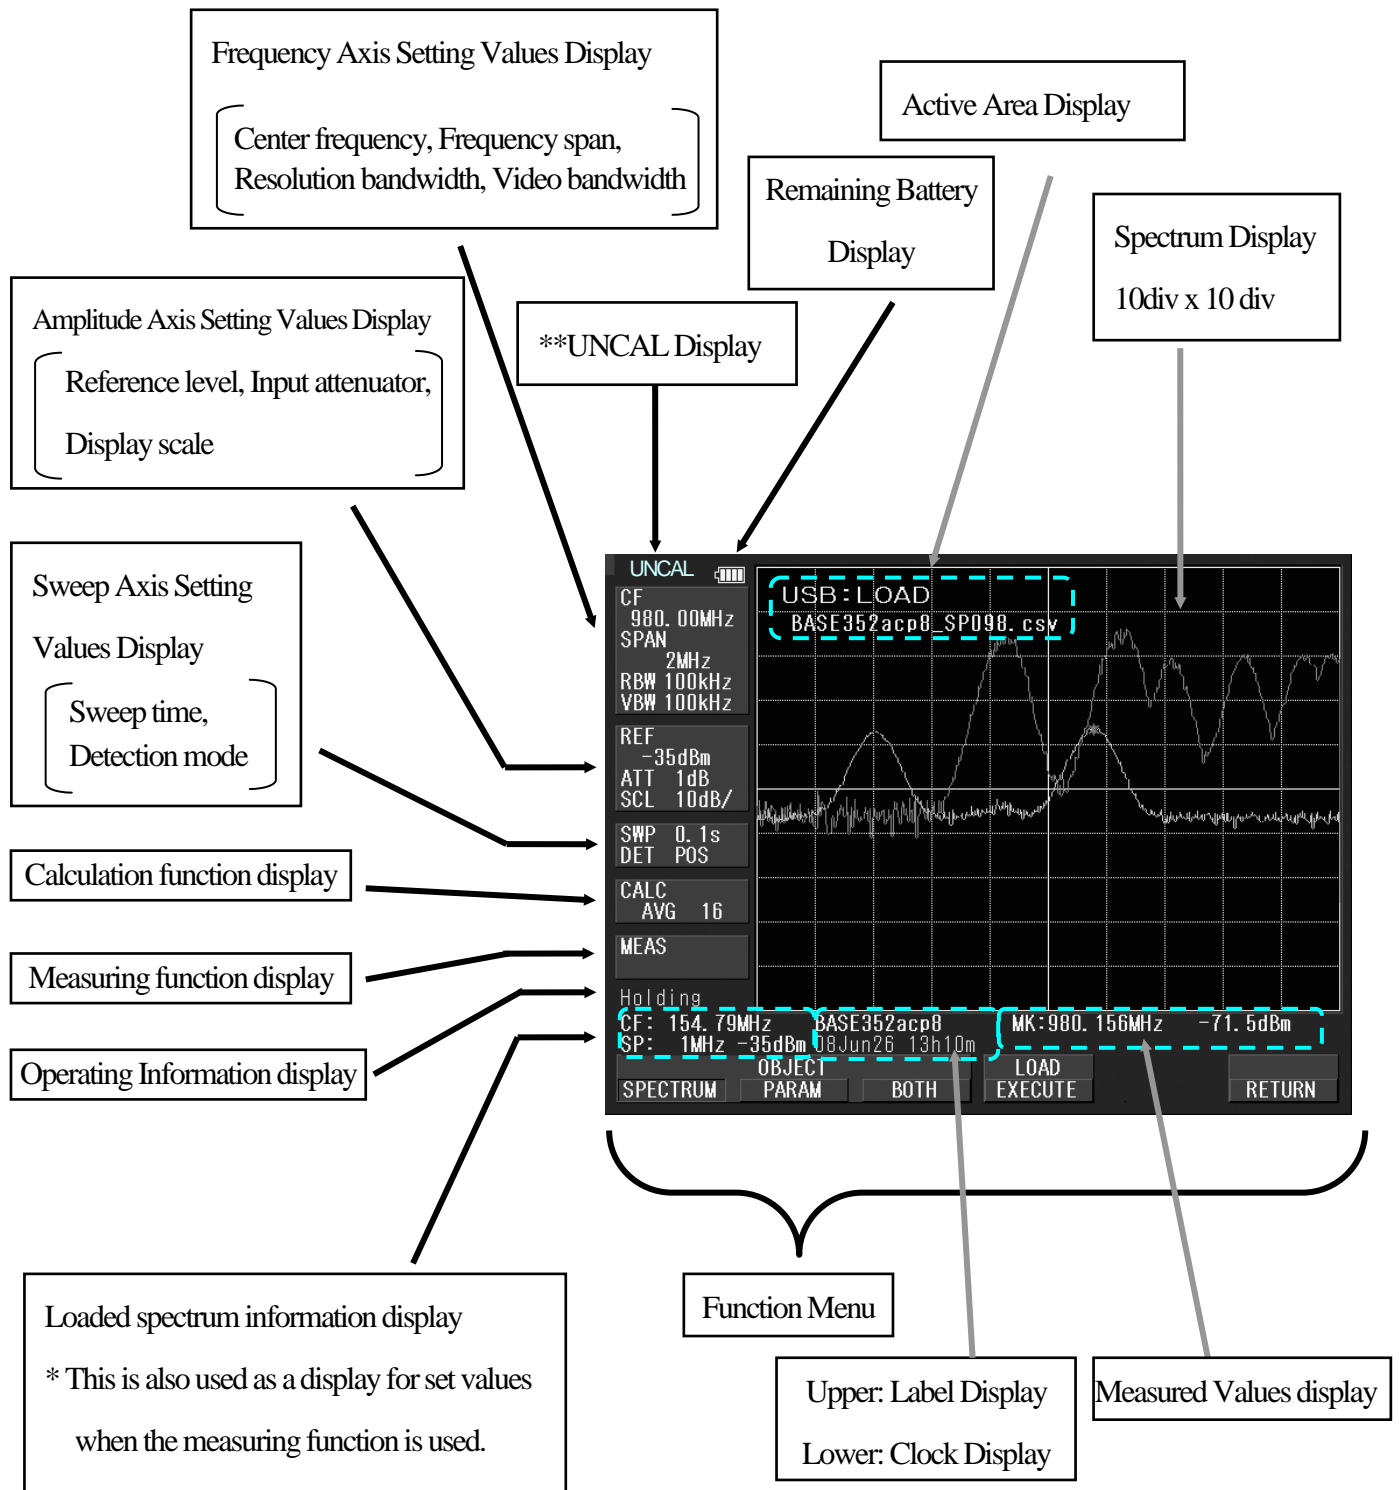 Frequency Axis Setting Values Display
Center frequency, Frequency span,
Resolution bandwidth, Video bandwidth
Active Area Display
Remaining Battery
Display
Spectrum Display
10div x 10 div
Amplitude Axis Setting Values Display
Reference level, Input attenuator,
Display scale
**UNCAL Display
Sweep Axis Setting
Values Display
Sweep time,
Detection mode
Calculation function display
Measuring function display
Operating Information display
UNCAL
CF
980.00MHz
SPAN
2MHz
RBW 100kHz
VBW 100kHz
REF
-35dBm
ATT 1dB
SCL 10dB/
SWP 0.1s
DET POS
CALC
AVG 16
MEAS
Holding
USB:LOAD
BASE352acp8_SP098.csv
CF: 154.79MHz BASE352acp8 MK:980.156MHz -71.5dBm
SP: 1MHz -35dBm 08Jun26 13h10m
OBJECT LOAD
SPECTRUM PARAM BOTH EXECUTE RETURN
Function Menu
Loaded spectrum information display
* This is also used as a display for set values
when the measuring function is used.
Upper: Label Display
Lower: Clock Display
Measured Values display